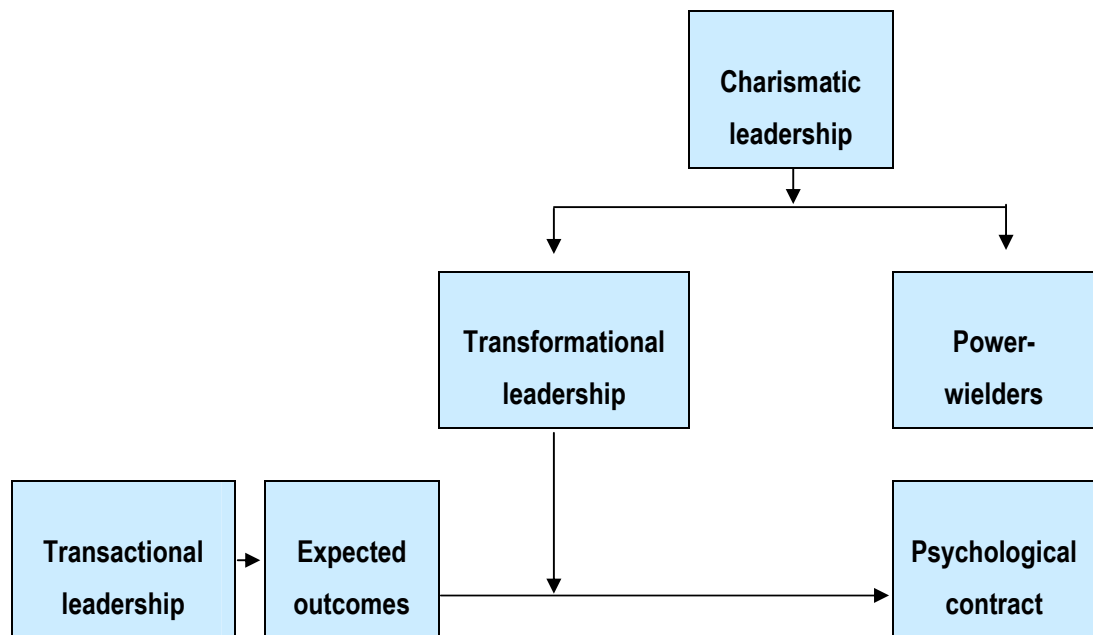 Charismatic
leadership
Transformational
leadership
Power-
wielders
Transactional
leadership
Expected
outcomes
Psychological
contract